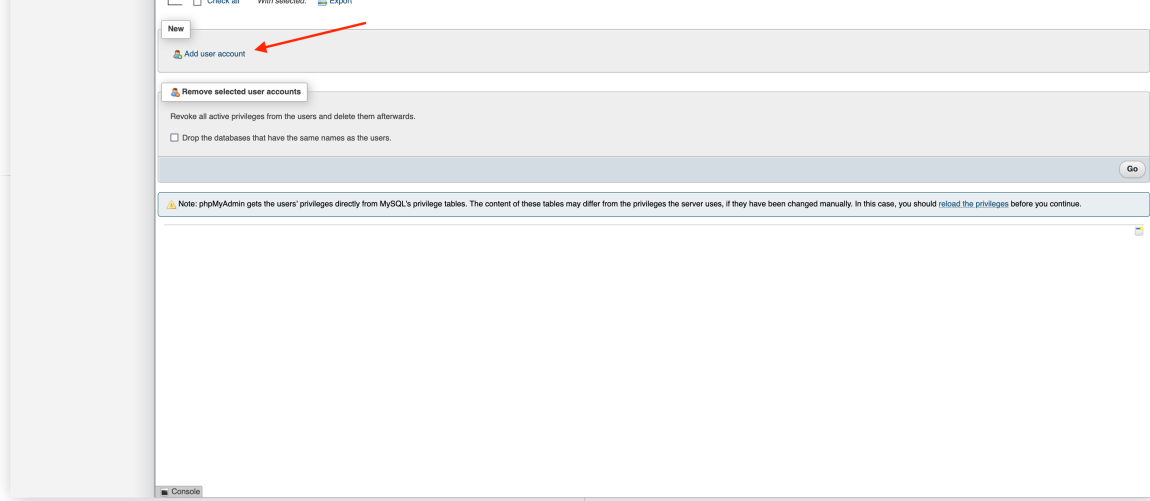 Check all With selected: Export
New
Add user account
Remove selected user accounts
Revoke all active privileges from the users and delete them afterwards.
Drop the databases that have the same names as the users.
Go
Note: phpMyAdmin gets the users' privileges directly from MySQL's privilege tables. The content of these tables may differ from the privileges the server uses, if they have been changed manually. In this case, you should reload the privileges before you continue.
Console